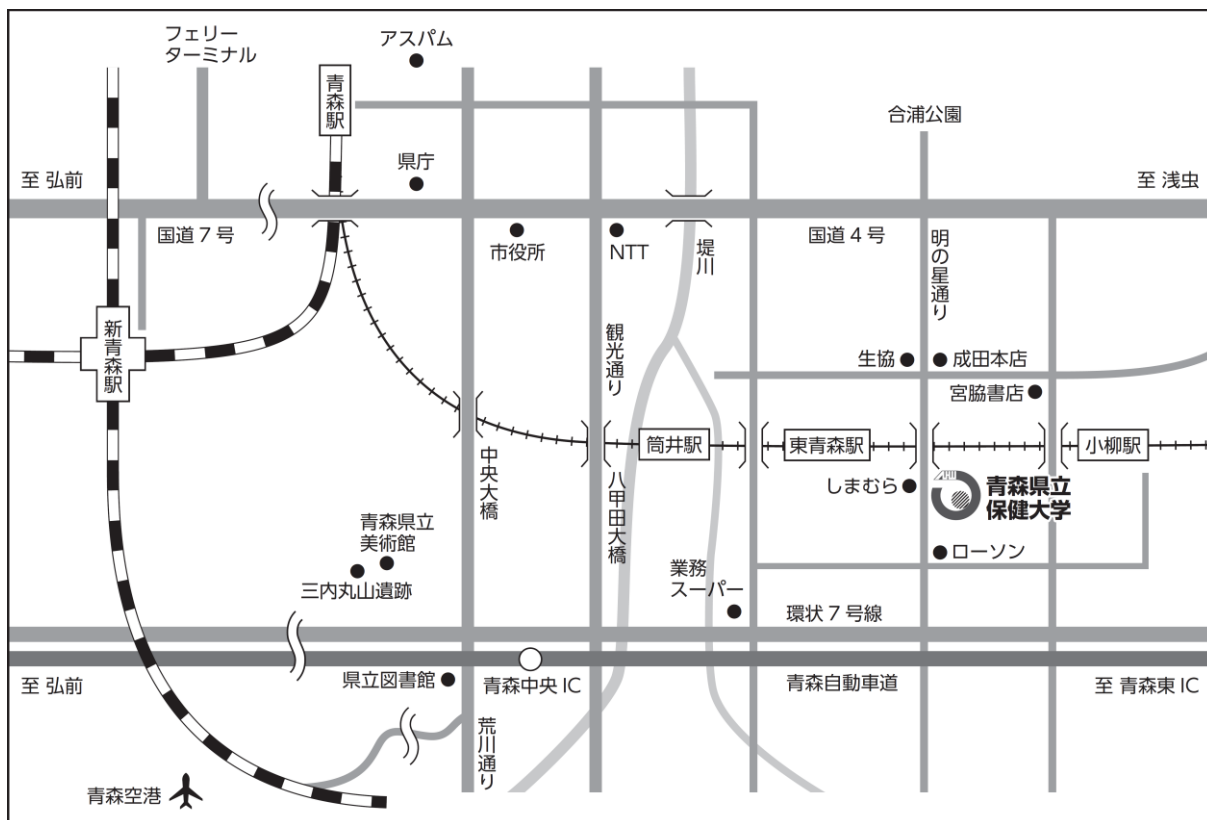 フェリー
ターミナル
アスパム
青森駅
合浦公園
至 弘前
県庁
至 浅虫
国道 7 号
市役所
NTT
堤川
国道 4 号
明の星通り
新青森駅
観光通り
生協
成田本店
宮脇書店
筒井駅
東青森駅
小柳駅
中央大橋
八甲田大橋
しまむら
青森県立
保健大学
青森県立
美術館
三内丸山遺跡
業務
スーパー
ローソン
環状 7 号線
至 弘前
県立図書館
青森中央 IC
青森自動車道
至 青森東 IC
荒川通り
青森空港